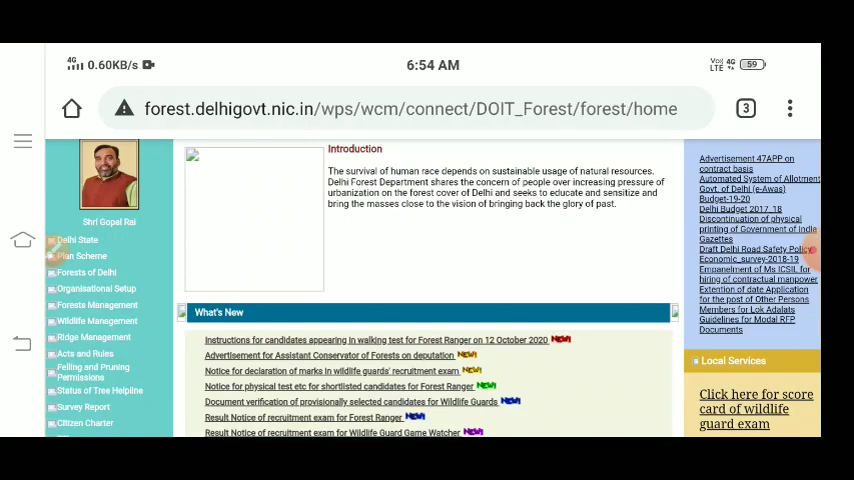 4G 0.60KB/s
6:54 AM
Vo) 4G LTE 59
forest.delhigovt.nic.in/wps/wcm/connect/DOIT_Forest/forest/home
3
Shri Gopal Rai
Delhi State
Plan Scheme
Forests of Delhi
Organisational Setup
Forests Management
Wildlife Management
Ridge Management
Acts and Rules
Felling and Pruning
Permissions
Status of Tree Helpline
Survey Report
Citizen Charter
Introduction
The survival of human race depends on sustainable usage of natural resources.
Delhi Forest Department shares the concern of people over increasing pressure of
urbanization on the forest cover of Delhi and seeks to educate and sensitize and
bring the masses close to the vision of bringing back the glory of past.
What's New
Instructions for candidates appearing in walking test for Forest Ranger on 12 October 2020 NEW!
Advertisement for Assistant Conservator of Forests on deputation NEW!
Notice for declaration of marks in wildlife guards' recruitment exam NEW!
Notice for physical test etc for shortlisted candidates for Forest Ranger NEW!
Document verification of provisionally selected candidates for Wildlife Guards NEW!
Result Notice of recruitment exam for Forest Ranger NEW!
Result Notice of recruitment exam for Wildlife Guard Game Watcher NEW!
Advertisement 47APP on
contract basis
Automated System of Allotment
Govt. of Delhi (e-Awas)
Budget-19-20
Delhi Budget 2017_18
Discontinuation of physical
printing of Government of India
Gazettes
Draft Delhi Road Safety Policy
Economic_survey-2018-19
Empanelment of Ms ICSIL for
hiring of contractual manpower
Extention of date Application
for the post of Other Persons
Members for Lok Adalats
Guidelines for Modal RFP
Documents
Local Services
Click here for score
card of wildlife
guard exam